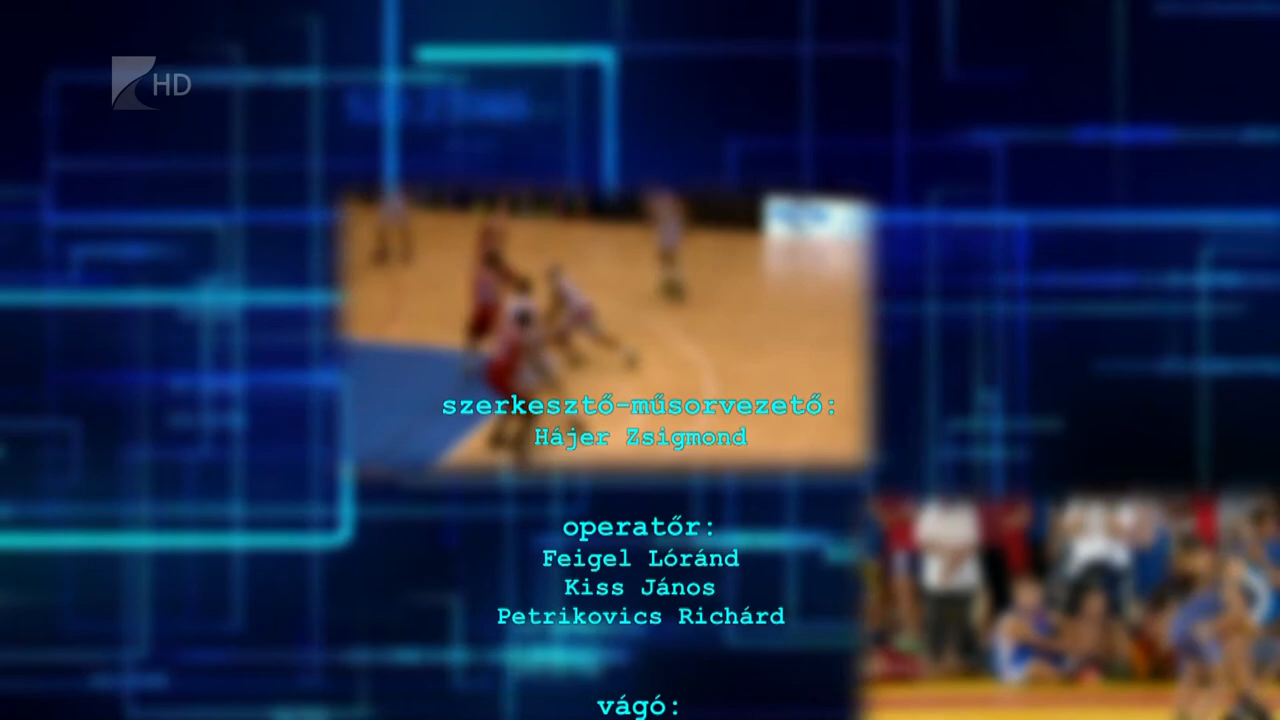 HD
szerkesztő-műsorvezető:
Hájer Zsigmond
operatőr:
Feigel Lóránd
Kiss János
Petrikovics Richárd
vágó: